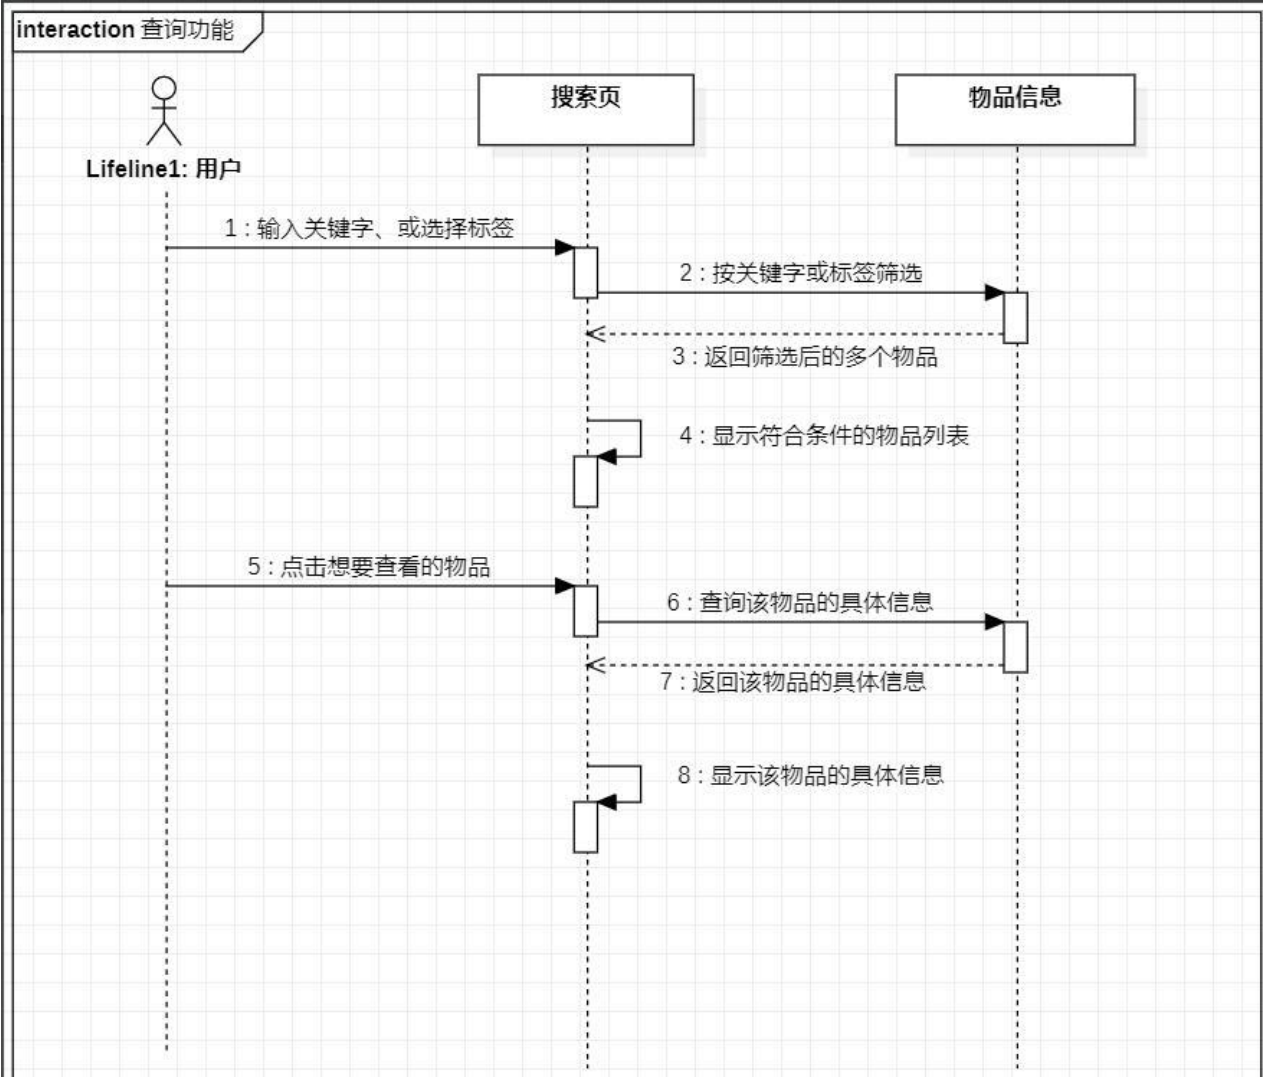 interaction 查询功能
搜索页
物品信息
Lifeline1: 用户
1 : 输入关键字、或选择标签
2 : 按关键字或标签筛选
3 : 返回筛选后的多个物品
4 : 显示符合条件的物品列表
5 : 点击想要查看的物品
6 : 查询该物品的具体信息
7 : 返回该物品的具体信息
8 : 显示该物品的具体信息